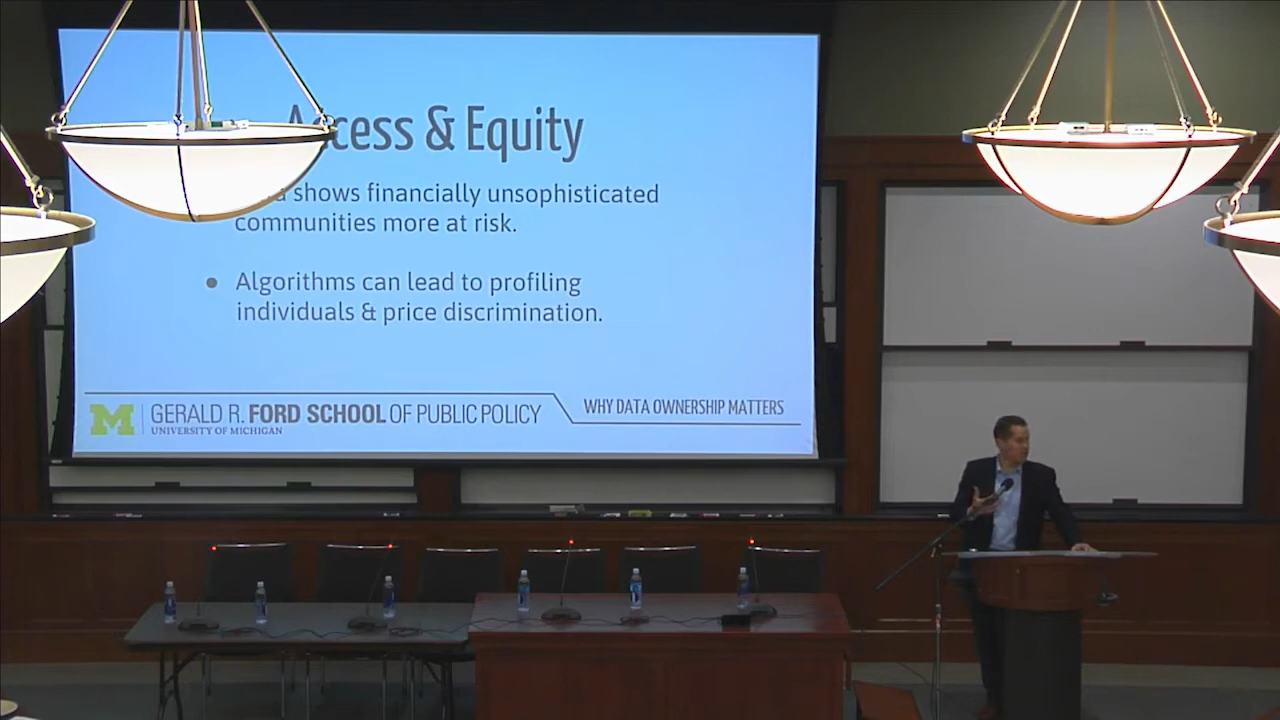 Access & Equity
shows financially unsophisticated
communities more at risk.
• Algorithms can lead to profiling
individuals & price discrimination.
M GERALD R. FORD SCHOOL OF PUBLIC POLICY
UNIVERSITY OF MICHIGAN
WHY DATA OWNERSHIP MATTERS